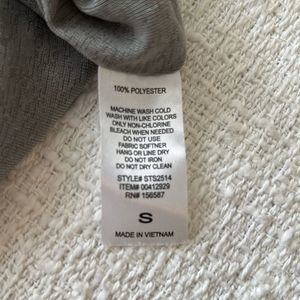 100% POLYESTER
MACHINE WASH COLD
WASH WITH LIKE COLORS
ONLY NON-CHLORINE
BLEACH WHEN NEEDED
DO NOT USE
FABRIC SOFTNER
HANG OR LINE DRY
DO NOT IRON
DO NOT DRY CLEAN
STYLE# STS2514
ITEM# 00412929
RN# 156587
S
MADE IN VIETNAM